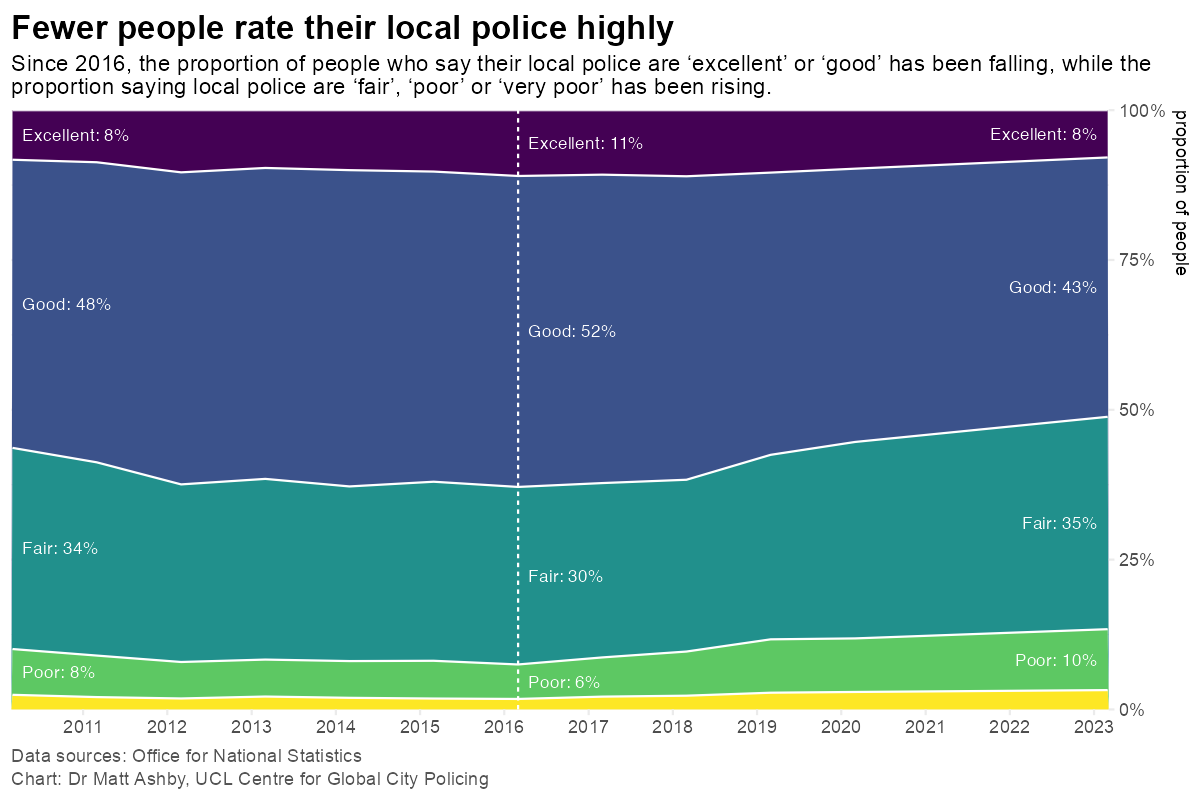 Fewer people rate their local police highly
Since 2016, the proportion of people who say their local police are ‘excellent’ or ‘good’ has been falling, while the
proportion saying local police are ‘fair’, ‘poor’ or ‘very poor’ has been rising.
Excellent: 8%
Excellent: 11%
Excellent: 8%
Good: 48%
Good: 52%
Good: 43%
Fair: 34%
Fair: 30%
Fair: 35%
Poor: 8%
Poor: 6%
Poor: 10%
100%
75%
50%
25%
0%
proportion of people
2011 2012 2013 2014 2015 2016 2017 2018 2019 2020 2021 2022 2023
Data sources: Office for National Statistics
Chart: Dr Matt Ashby, UCL Centre for Global City Policing